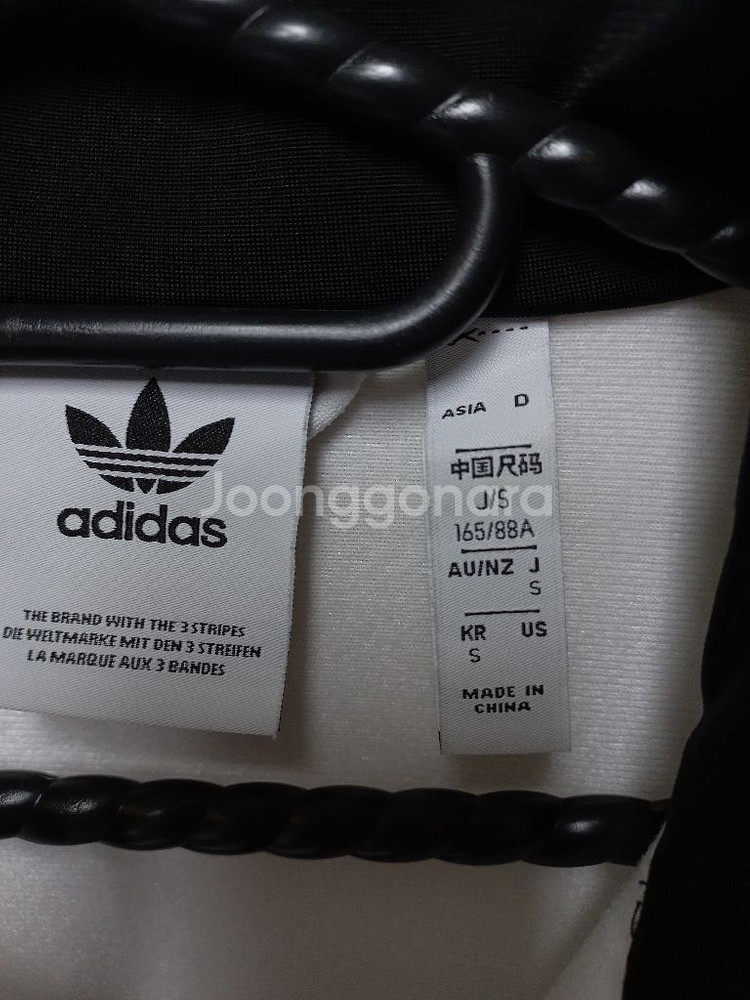 adidas
THE BRAND WITH THE 3 STRIPES
DIE WELTMARKE MIT DEN 3 STREIFEN
LA MARQUE AUX 3 BANDES
ASIA D
中国尺码
J/S
165/88A
AU/NZ J
S
KR US
S
MADE IN
CHINA
Joonggonara